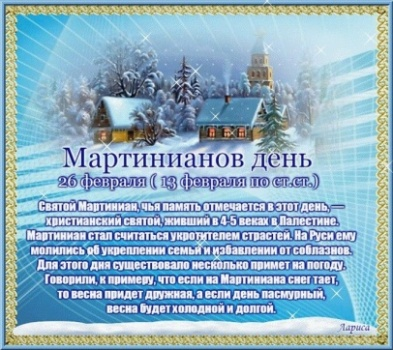 Мартинианов день
26 февраля ( 13 февраля по ст.ст.)
Святой Мартиниан, чья память отмечается в этот день, —
христианский святой, живший в 4-5 веках в Палестине.
Мартиниан стал считаться укротителем страстей. На Руси ему
молились об укреплении семьи и избавлении от соблазнов.
Для этого дня существовало несколько примет на погоду.
Говорили, к примеру, что если на Мартиниана снег тает,
то весна придет дружная, а если день пасмурный,
весна будет холодной и долгой.
Лариса